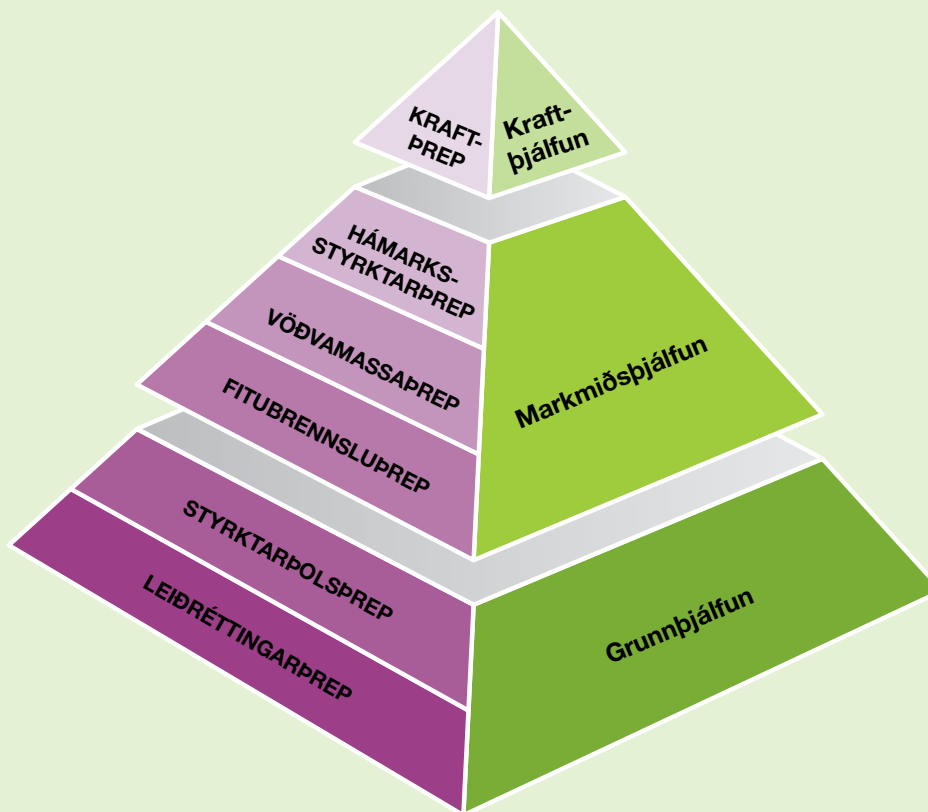 KRAFT-
ÞREP
Kraft-
þjálfun
HÁMARKS-
STYRKTARÞREP
VÖÐVAMASSAÞREP
FITUBRENNSLUÞREP
Markmiðsþjálfun
STYRKTARÞOLSÞREP
LEIÐRÉTTINGARÞREP
Grunnþjálfun